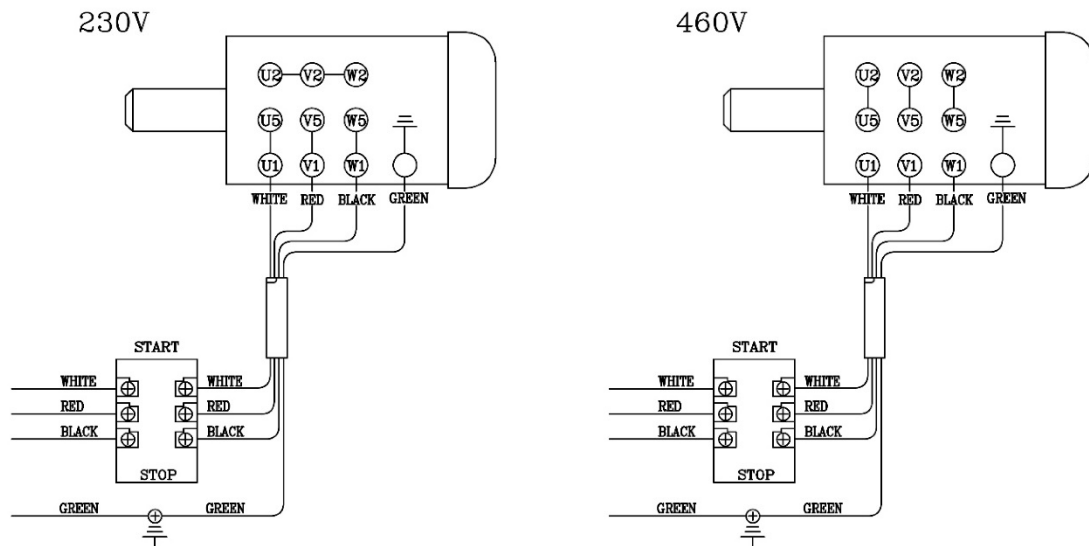 230V
U2 V2 W2
U5 V5 W5
U1 V1 W1
WHITE RED BLACK GREEN
START
WHITE WHITE
RED RED
BLACK BLACK
STOP
GREEN GREEN
460V
U2 V2 W2
U5 V5 W5
U1 V1 W1
WHITE RED BLACK GREEN
START
WHITE WHITE
RED RED
BLACK BLACK
STOP
GREEN GREEN